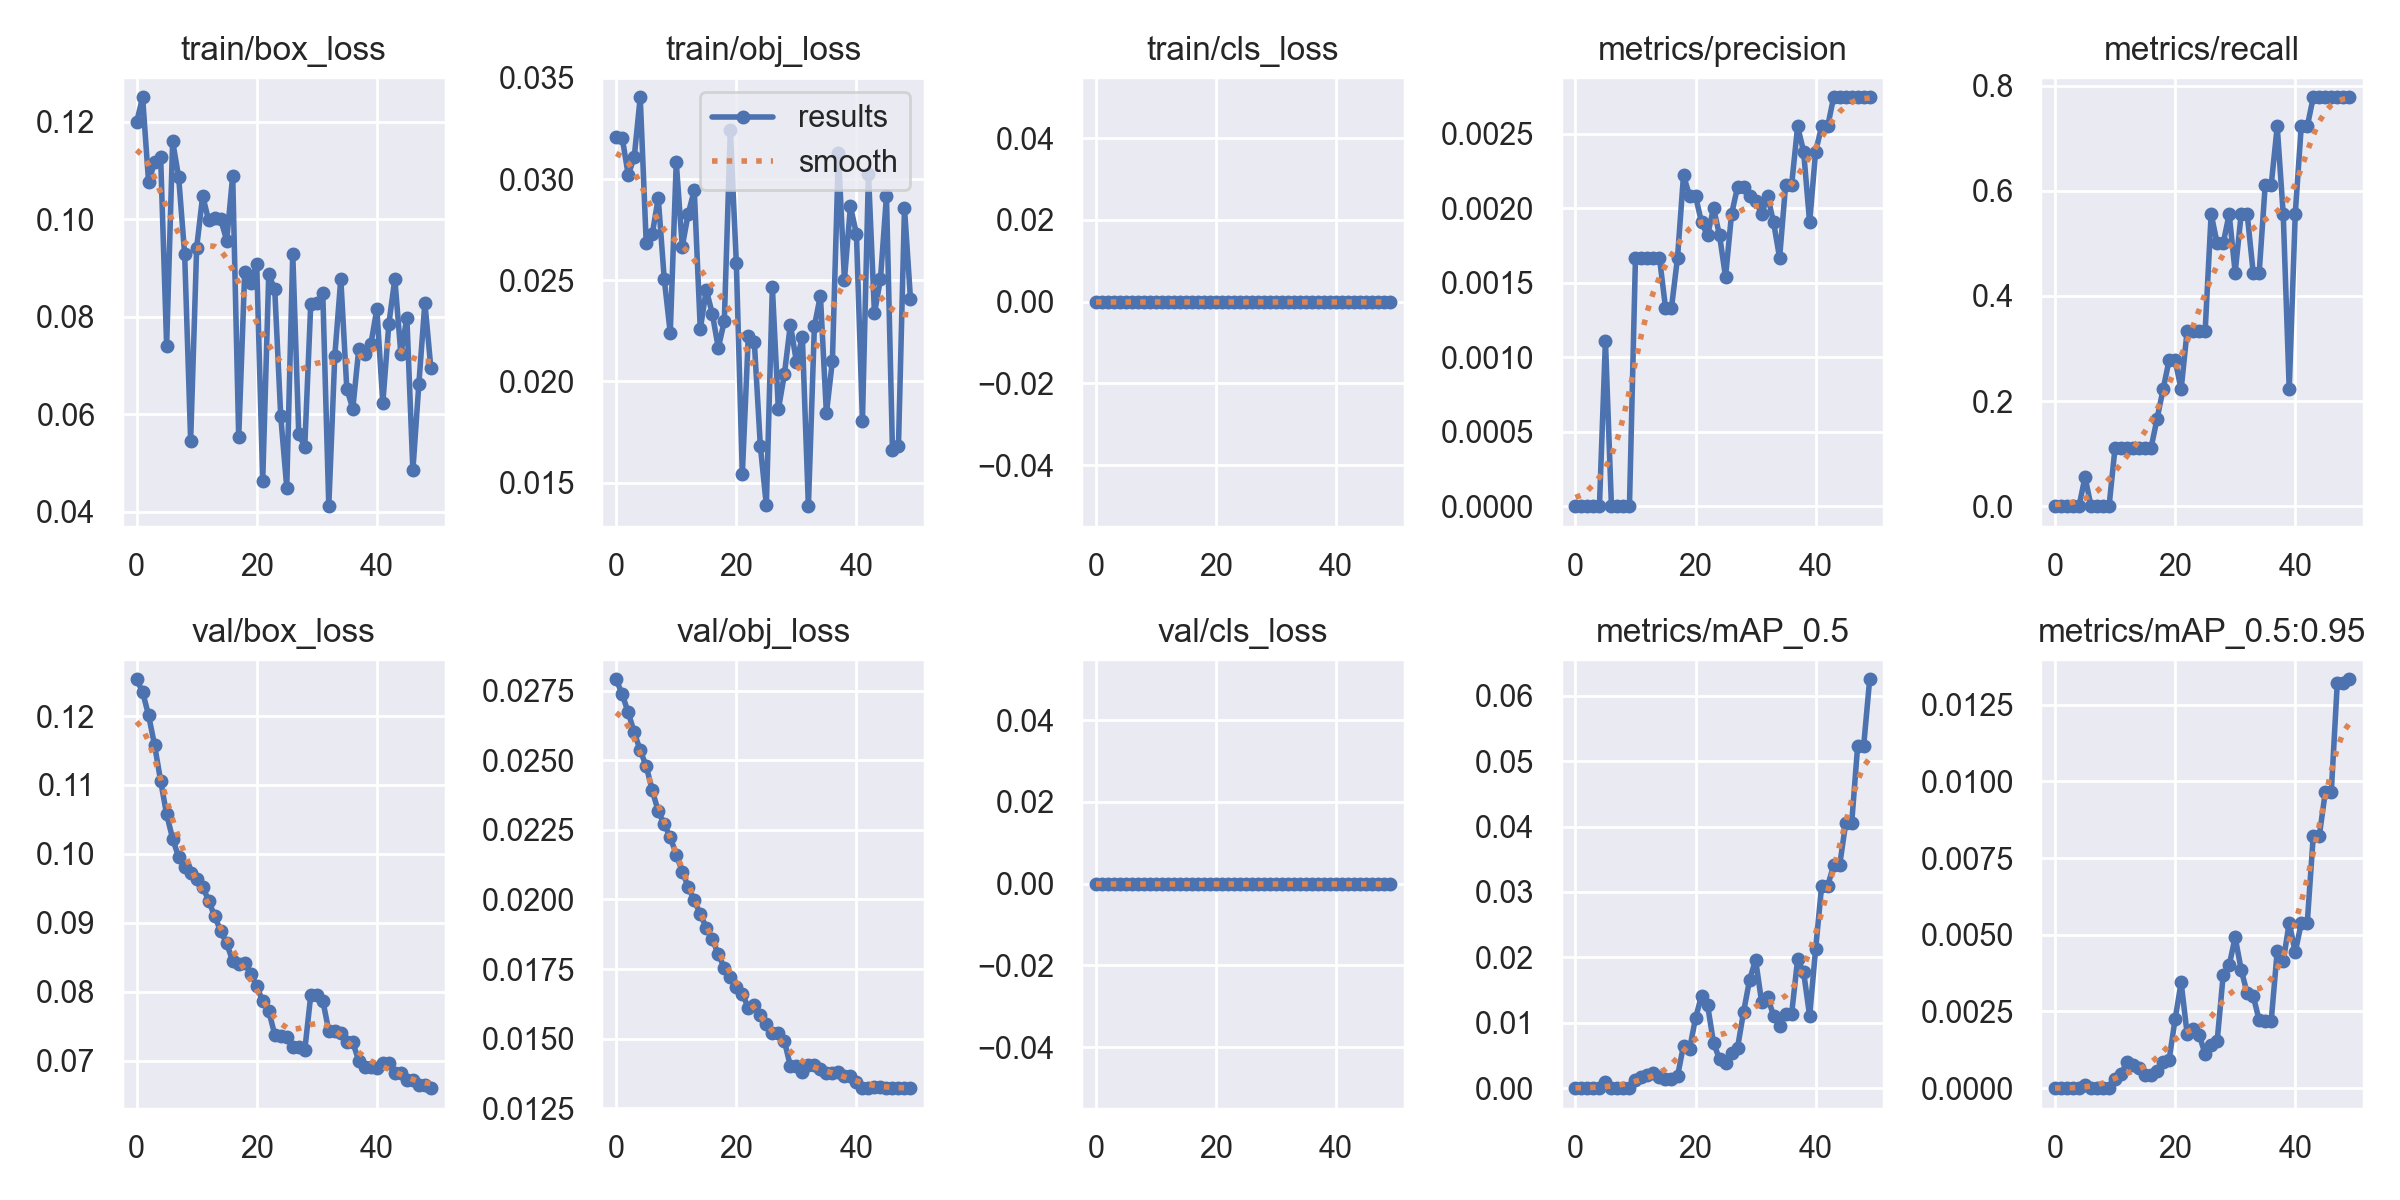 train/box_loss
0.12
0.10
0.08
0.06
0.04
0 20 40
train/obj_loss
results
smooth
0.035
0.030
0.025
0.020
0.015
0 20 40
train/cls_loss
0.04
0.02
0.00
−0.02
−0.04
0 20 40
metrics/precision
0.0025
0.0020
0.0015
0.0010
0.0005
0.0000
0 20 40
metrics/recall
0.8
0.6
0.4
0.2
0.0
0 20 40
val/box_loss
0.12
0.11
0.10
0.09
0.08
0.07
0 20 40
val/obj_loss
0.0275
0.0250
0.0225
0.0200
0.0175
0.0150
0.0125
0 20 40
val/cls_loss
0.04
0.02
0.00
−0.02
−0.04
0 20 40
metrics/mAP_0.5
0.06
0.05
0.04
0.03
0.02
0.01
0.00
0 20 40
metrics/mAP_0.5:0.95
0.0125
0.0100
0.0075
0.0050
0.0025
0.0000
0 20 40